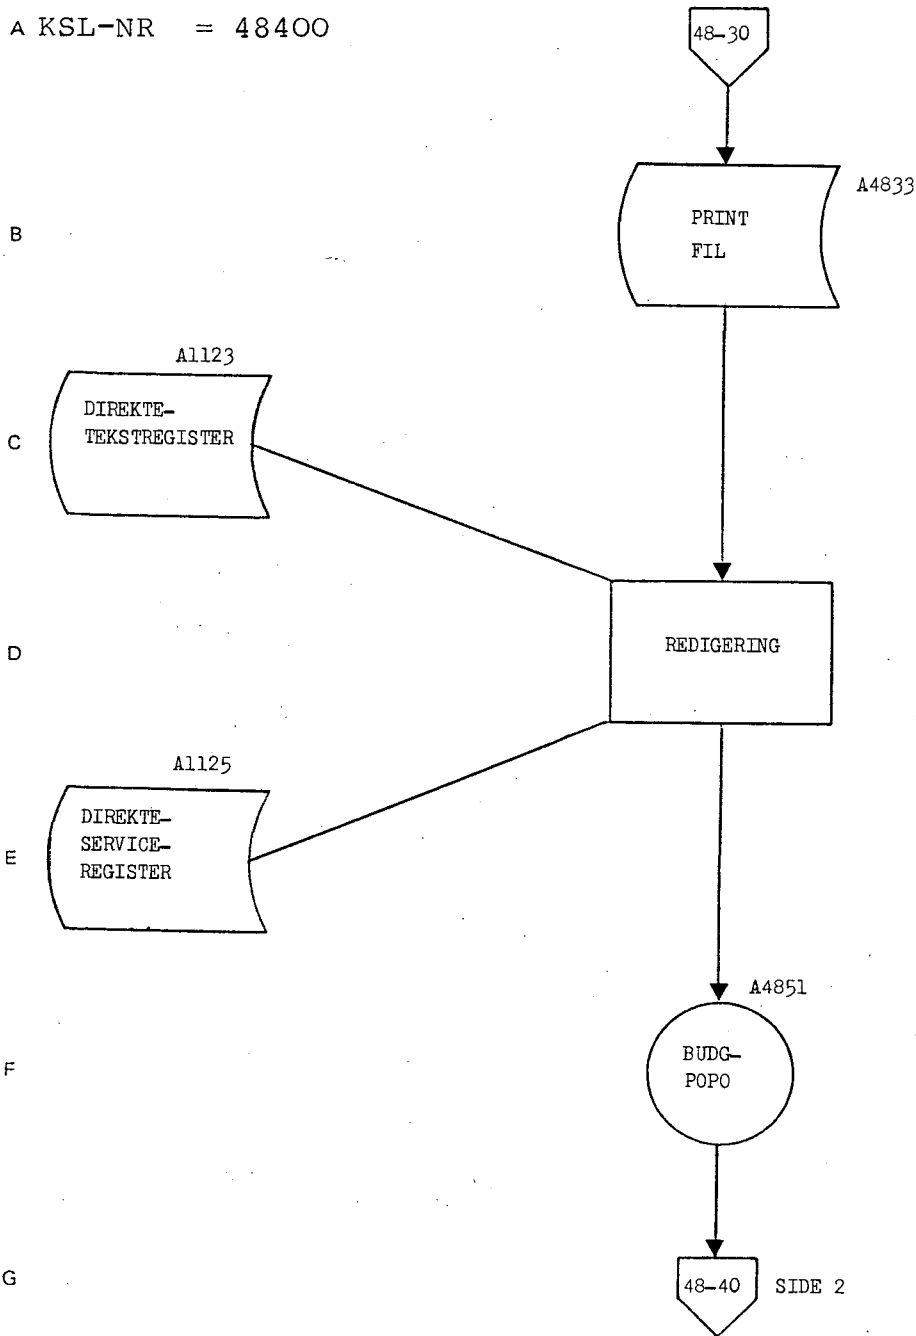 A KSL-NR = 48400
48-30
A4833
PRINT
FIL
B
A1123
DIREKTE-
TEKSTREGISTER
C
D
REDIGERING
A1125
DIREKTE-
SERVICE-
REGISTER
E
A4851
BUDG-
POPO
F
G
48-40 SIDE 2